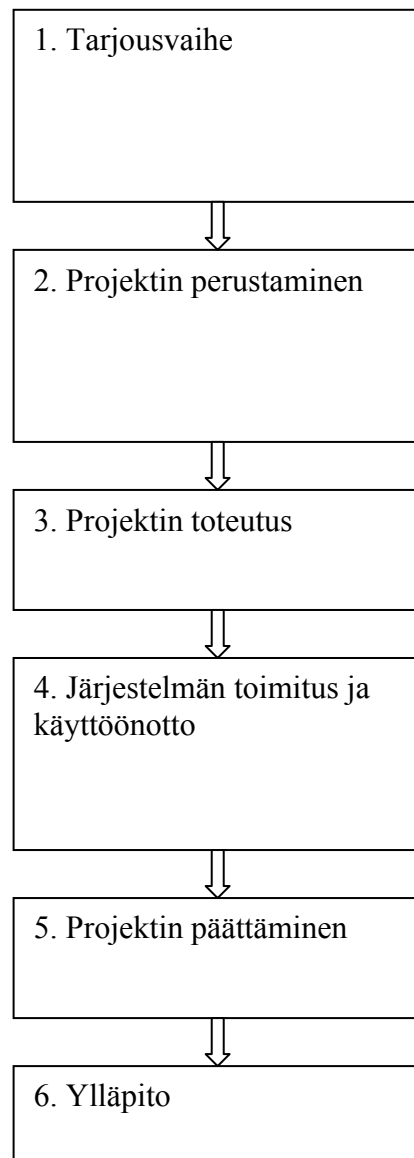 1. Tarjousvaihe
2. Projektin perustaminen
3. Projektin toteutus
4. Järjestelmän toimitus ja
käyttöönotto
5. Projektin päättäminen
6. Ylläpito